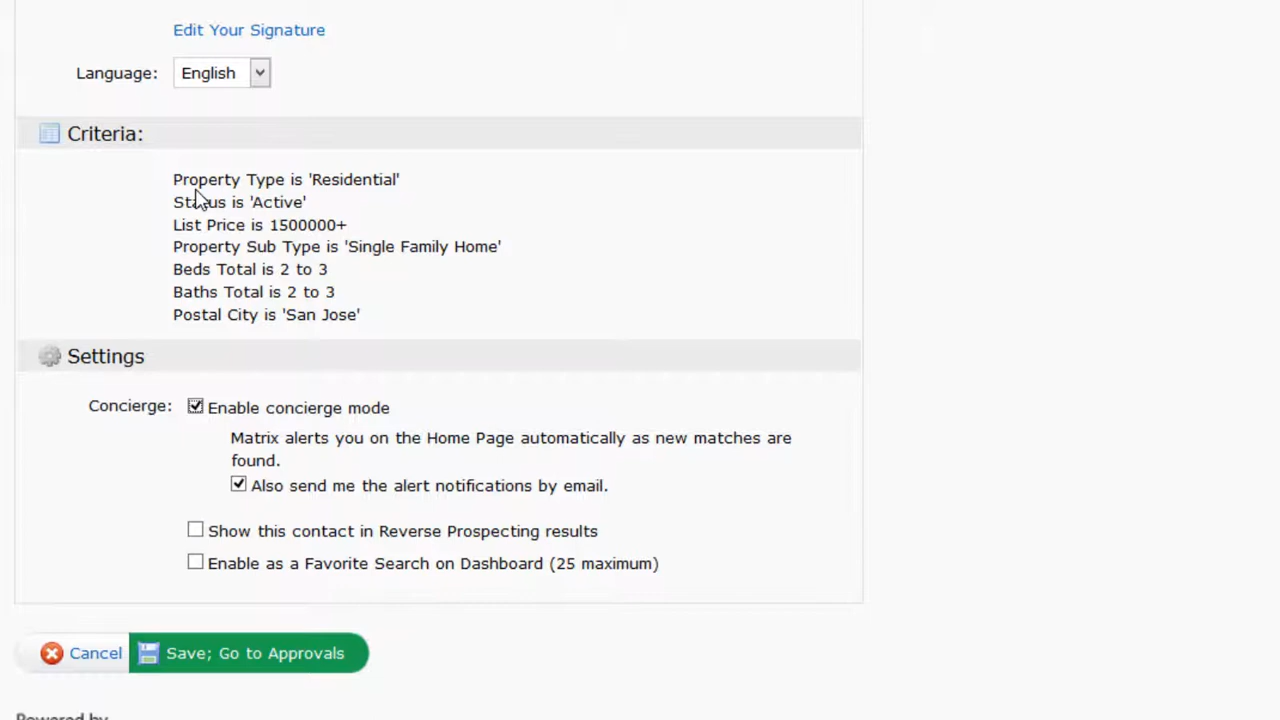 Edit Your Signature
Language: English
Criteria:
Property Type is 'Residential'
Status is 'Active'
List Price is 1500000+
Property Sub Type is 'Single Family Home'
Beds Total is 2 to 3
Baths Total is 2 to 3
Postal City is 'San Jose'
Settings
Concierge: Enable concierge mode
Matrix alerts you on the Home Page automatically as new matches are
found.
Also send me the alert notifications by email.
Show this contact in Reverse Prospecting results
Enable as a Favorite Search on Dashboard (25 maximum)
Cancel Save; Go to Approvals
Powered by